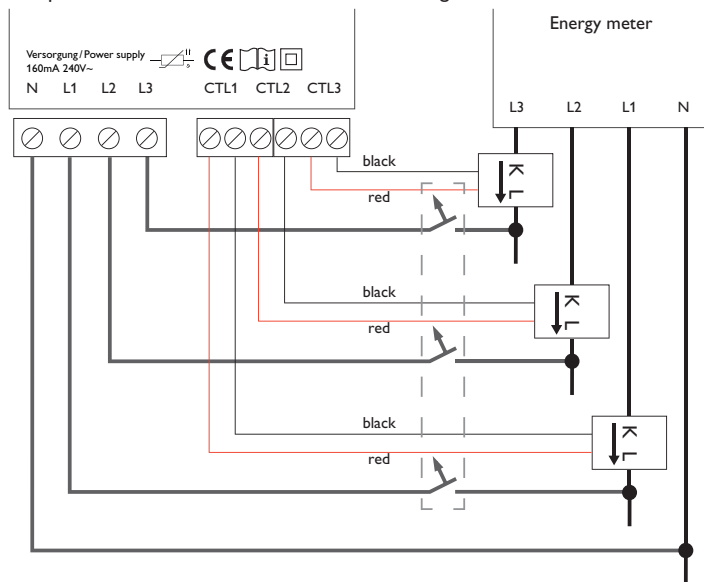 Energy meter
Versorgung/Power supply
160mA 240V~
N L1 L2 L3 CTL1 CTL2 CTL3
L3 L2 L1 N
black
K
L
red
black
K
L
red
black
K
L
red